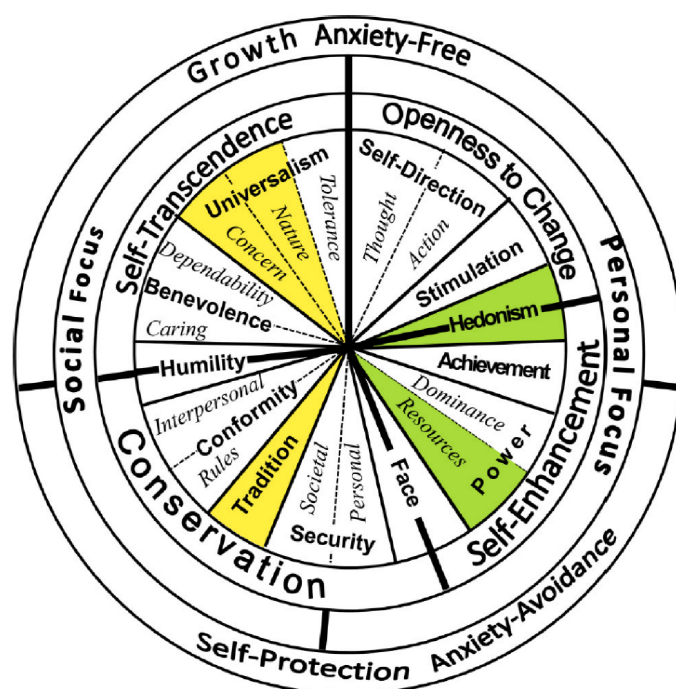 Growth Anxiety-Free
Self-Transcendence
Openness to Change
Social Focus
Personal Focus
Universalism
Tolerance
Nature
Concern
Self-Direction
Thought
Action
Stimulation
Hedonism
Dependability
Benevolence
Caring
Humility
Achievement
Dominance
Resources
Power
Interpersonal
Conformity
Rules
Tradition
Societal
Personal
Security
Face
Conservation
Self-Enhancement
Self-Protection Anxiety-Avoidance